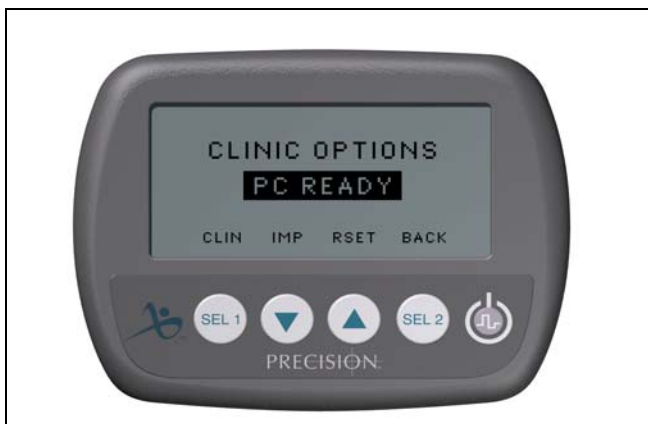 CLINIC OPTIONS
PC READY
CLIN IMP RSET BACK
SEL 1 SEL 2
PRECISION